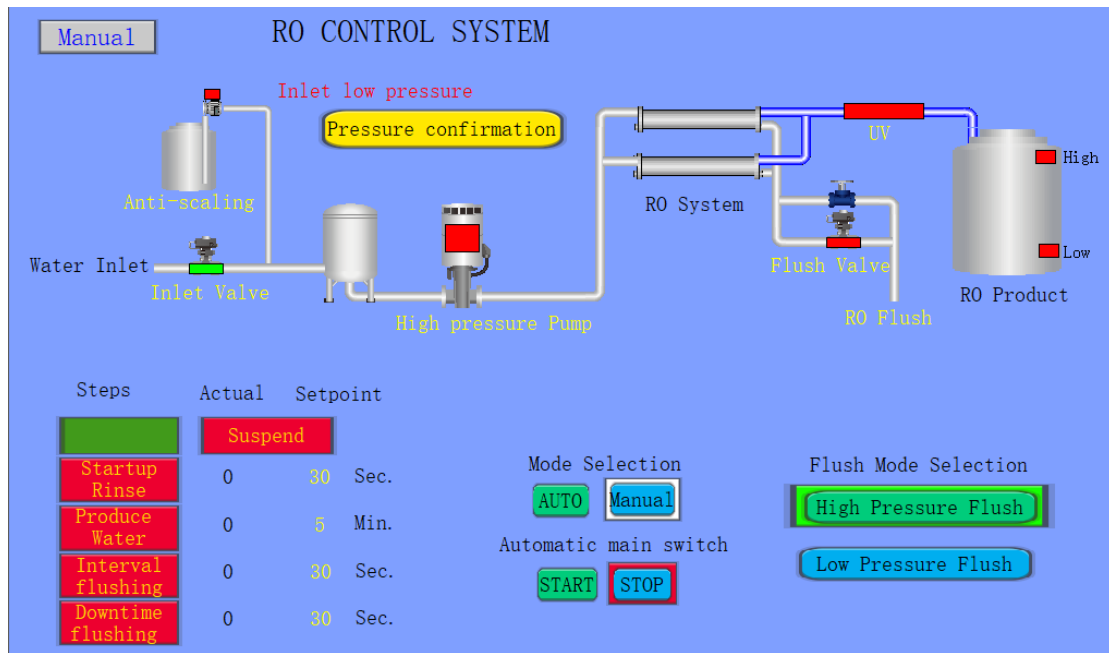 Manual
RO CONTROL SYSTEM
Inlet low pressure
Pressure confirmation
UV
High
Anti-scaling
RO System
Low
Water Inlet
Flush Valve
Inlet Valve
RO Product
High pressure Pump
RO Flush
Steps Actual Setpoint
Suspend
Startup
Rinse
0 30 Sec.
Produce
Water
0 5 Min.
Interval
flushing
0 30 Sec.
Downtime
flushing
0 30 Sec.
Mode Selection
AUTO Manual
Automatic main switch
START STOP
Flush Mode Selection
High Pressure Flush
Low Pressure Flush